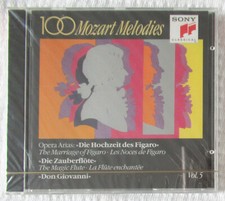 100 Mozart Melodies
SONY
CLASSICAL
Opera Arias: «Die Hochzeit des Figaro»
The Marriage of Figaro · Les Noces de Figaro
«Die Zauberflöte»
The Magic Flute · La Flûte enchantée
«Don Giovanni»
Vol. 5